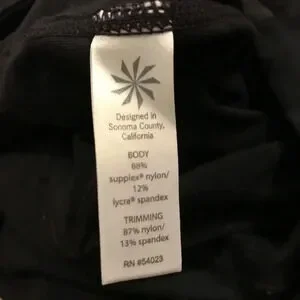 Designed in
Sonoma County,
California
BODY
88%
supplex® nylon/
12%
lycra® spandex
TRIMMING
87% nylon/
13% spandex
RN #54023